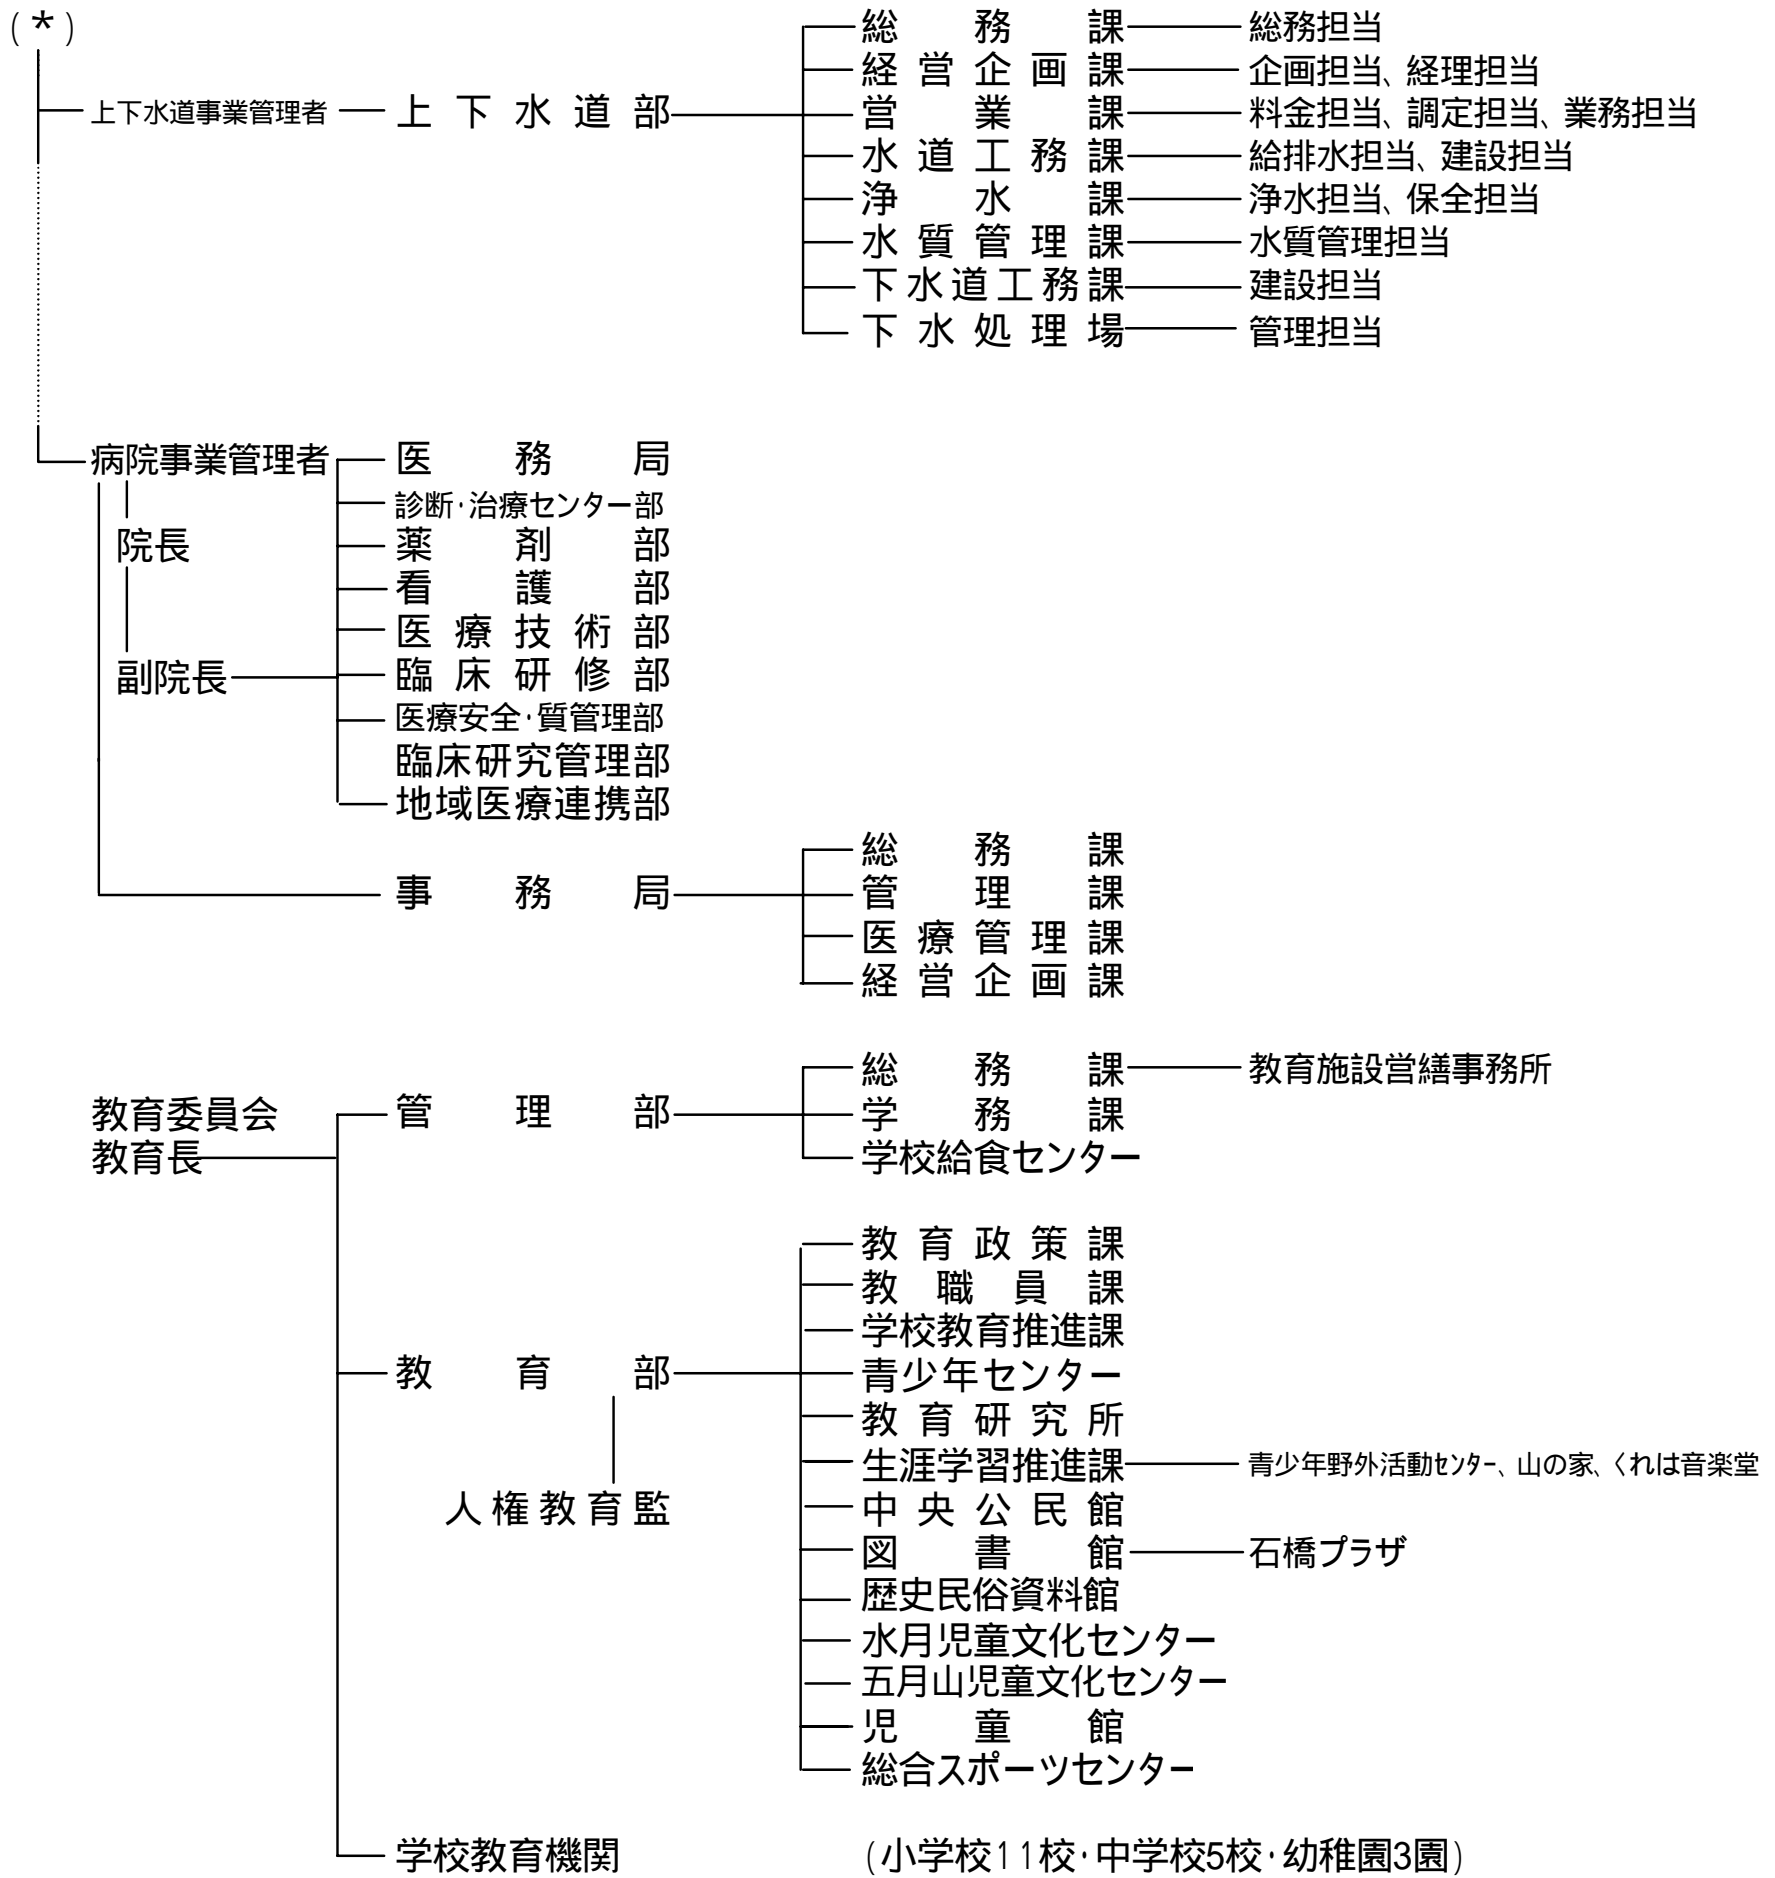 (*)
総務課 総務担当
経営企画課 企画担当、経理担当
上下水道事業管理者 上下水道部 営業課 料金担当、調定担当、業務担当
水道工務課 給排水担当、建設担当
浄水課 浄水担当、保全担当
水質管理課 水質管理担当
下水道工務課 建設担当
下水処理場 管理担当
病院事業管理者 医務局
診断・治療センター部
院長 薬剤部
看護部
医療技術部
副院長 臨床研修部
医療安全・質管理部
臨床研究管理部
地域医療連携部
総務課
事務局 管理課
医療管理課
経営企画課
総務課 教育施設営繕事務所
教育委員会 管理部 学務課
教育長 学校給食センター
教育政策課
教職員課
学校教育推進課
教育部 青少年センター
教育研究所
生涯学習推進課 青少年野外活動センター、山の家、くれは音楽堂
人権教育監 中央公民館
図書館 石橋プラザ
歴史民俗資料館
水月児童文化センター
五月山児童文化センター
児童館
総合スポーツセンター
学校教育機関 (小学校11校・中学校5校・幼稚園3園)